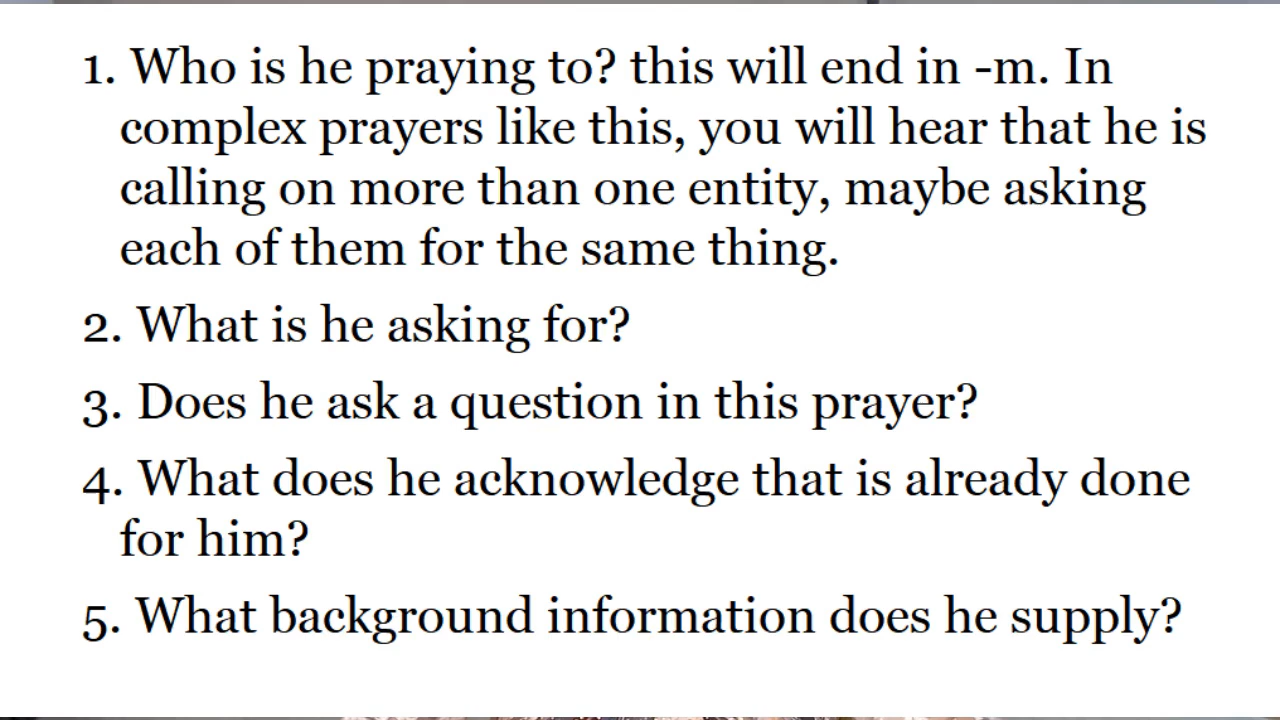 1. Who is he praying to? this will end in -m. In
complex prayers like this, you will hear that he is
calling on more than one entity, maybe asking
each of them for the same thing.
2. What is he asking for?
3. Does he ask a question in this prayer?
4. What does he acknowledge that is already done
for him?
5. What background information does he supply?